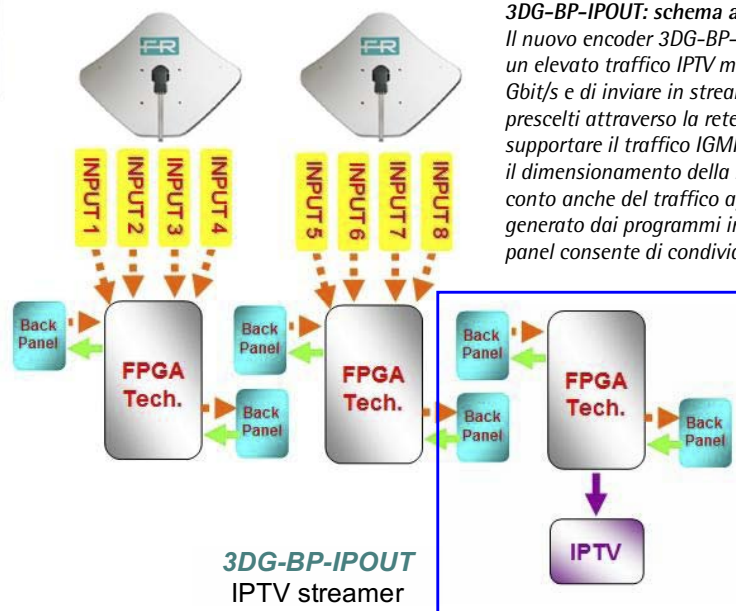 3DG-BP-IPOUT: schema a
Il nuovo encoder 3DG-BP-
un elevato traffico IPTV m
Gbit/s e di inviare in strea
prescelti attraverso la rete
supportare il traffico IGM
il dimensionamento della
conto anche del traffico a
generato dai programmi i
panel consente di condivid
FR
FR
INPUT 1
INPUT 2
INPUT 3
INPUT 4
INPUT 5
INPUT 6
INPUT 7
INPUT 8
Back
Panel
FPGA
Tech.
Back
Panel
Back
Panel
FPGA
Tech.
Back
Panel
Back
Panel
FPGA
Tech.
Back
Panel
IPTV
3DG-BP-IPOUT
IPTV streamer